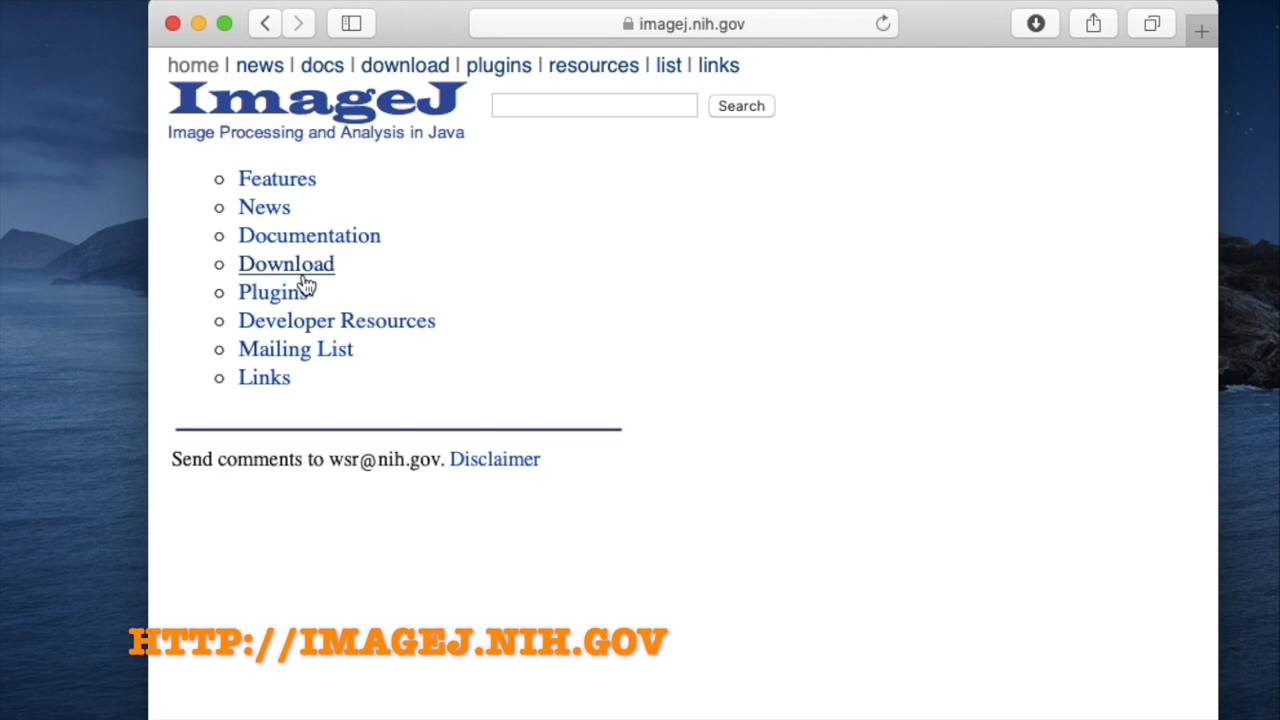 imagej.nih.gov
home | news | docs | download | plugins | resources | list | links
ImageJ
Search
Image Processing and Analysis in Java
Features
News
Documentation
Download
Plugins
Developer Resources
Mailing List
Links
Send comments to wsr@nih.gov. Disclaimer
HTTP://IMAGEJ.NIH.GOV